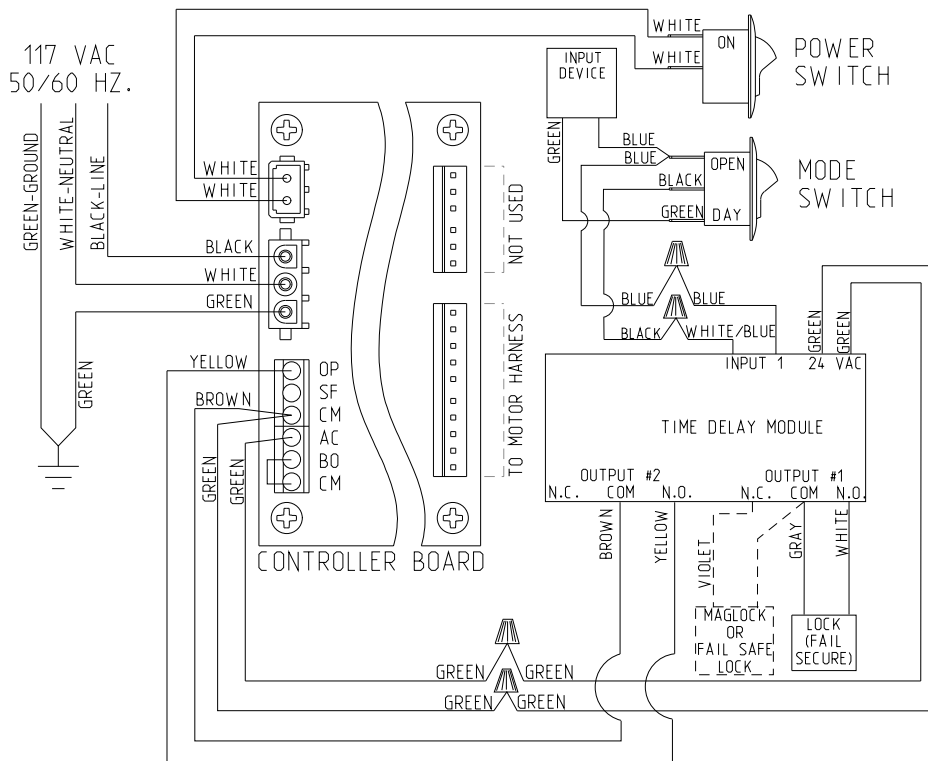 WHITE
WHITE
ON
POWER
SWITCH
117 VAC
50/60 HZ.
INPUT
DEVICE
GREEN
BLUE
BLUE
BLACK
GREEN
OPEN
DAY
MODE
SWITCH
GREEN-GROUND
WHITE-NEUTRAL
BLACK-LINE
WHITE
WHITE
BLACK
WHITE
GREEN
NOT USED
BLUE
BLUE
BLACK
WHITE/BLUE
GREEN
GREEN
GREEN
YELLOW
BROWN
OP
SF
CM
AC
BO
CM
GREEN
GREEN
TO MOTOR HARNESS
INPUT 1
24 VAC
TIME DELAY MODULE
OUTPUT #2
OUTPUT #1
N.C. COM N.O.
N.C. COM N.O.
CONTROLLER BOARD
BROWN
YELLOW
VIOLET
GRAY
WHITE
MAGLOCK
OR
FAIL SAFE
LOCK
LOCK
(FAIL
SECURE)
GREEN
GREEN
GREEN
GREEN